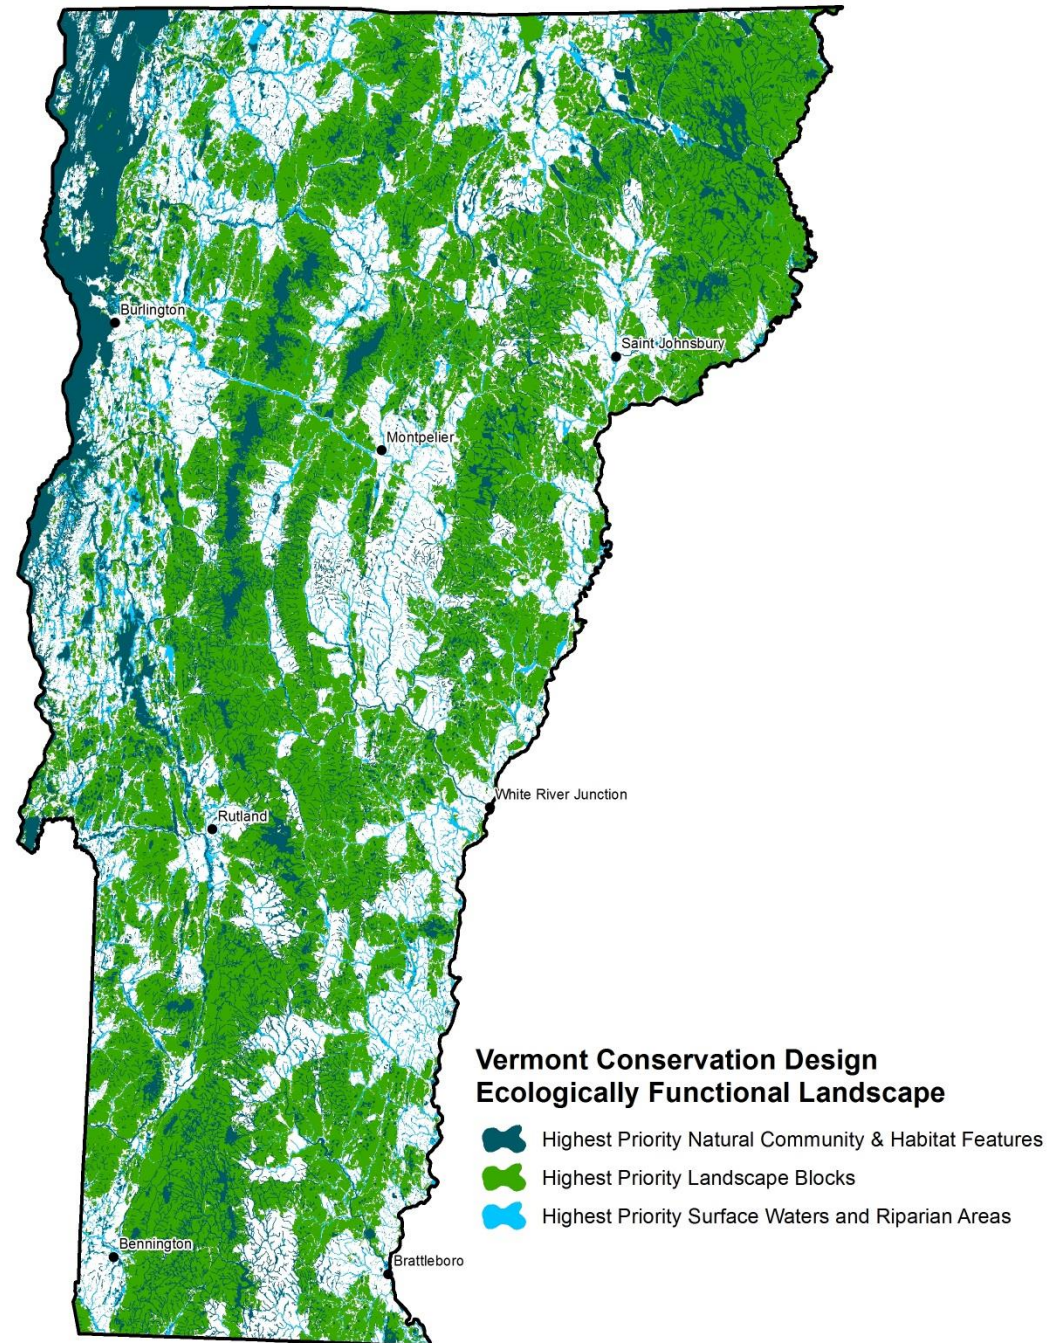 Burlington
Saint Johnsbury
Montpelier
White River Junction
Rutland
Vermont Conservation Design
Ecologically Functional Landscape
Highest Priority Natural Community & Habitat Features
Highest Priority Landscape Blocks
Highest Priority Surface Waters and Riparian Areas
Bennington
Brattleboro